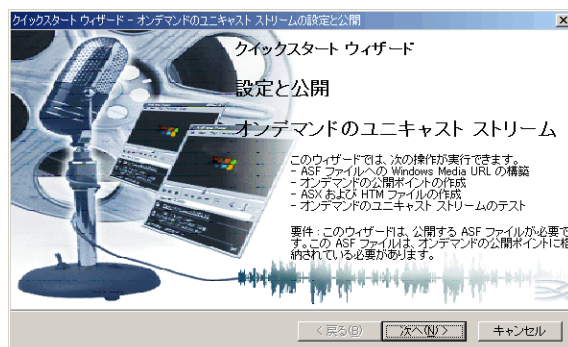 クイックスタート ウィザード - オンデマンドのユニキャスト ストリームの設定と公開
クイックスタート ウィザード
設定と公開
オンデマンドのユニキャスト ストリーム
このウィザードでは、次の操作が実行できます。
- ASF ファイルへの Windows Media URL の構築
- オンデマンドの公開ポイントの作成
- ASX および HTM ファイルの作成
- オンデマンドのユニキャスト ストリームのテスト
要件 : このウィザードは、公開する ASF ファイルが必要で
す。この ASF ファイルは、オンデマンドの公開ポイントに格
納されている必要があります。
< 戻る(B)
次へ(N) >
キャンセル